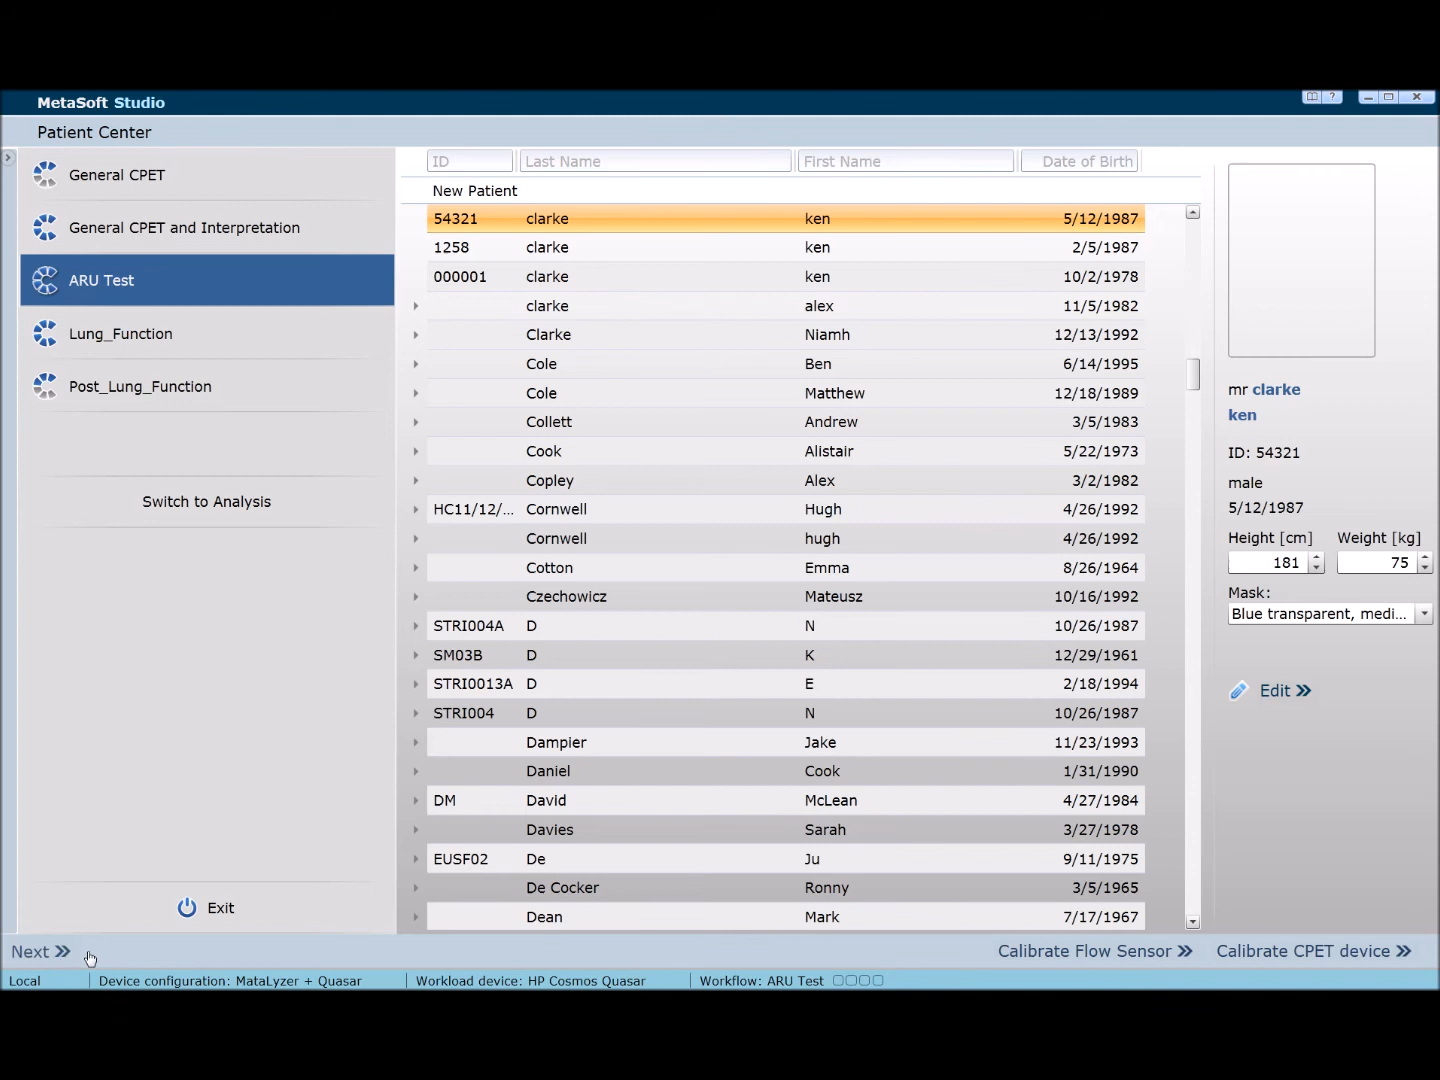 MetaSoft Studio
Patient Center
General CPET
General CPET and Interpretation
ARU Test
Lung_Function
Post_Lung_Function
Switch to Analysis
Exit
ID Last Name First Name Date of Birth
New Patient
54321 clarke ken 5/12/1987
1258 clarke ken 2/5/1987
000001 clarke ken 10/2/1978
clarke alex 11/5/1982
Clarke Niamh 12/13/1992
Cole Ben 6/14/1995
Cole Matthew 12/18/1989
Collett Andrew 3/5/1983
Cook Alistair 5/22/1973
Copley Alex 3/2/1982
HC11/12/... Cornwell Hugh 4/26/1992
Cornwell hugh 4/26/1992
Cotton Emma 8/26/1964
Czechowicz Mateusz 10/16/1992
STRI004A D N 10/26/1987
SM03B D K 12/29/1961
STRI0013A D E 2/18/1994
STRI004 D N 10/26/1987
Dampier Jake 11/23/1993
Daniel Cook 1/31/1990
DM David McLean 4/27/1984
Davies Sarah 3/27/1978
EUSF02 De Ju 9/11/1975
De Cocker Ronny 3/5/1965
Dean Mark 7/17/1967
mr clarke
ken
ID: 54321
male
5/12/1987
Height [cm] Weight [kg]
181 75
Mask:
Blue transparent, medi...
Edit
Next
Calibrate Flow Sensor Calibrate CPET device
Local Device configuration: MataLyzer + Quasar Workload device: HP Cosmos Quasar Workflow: ARU Test